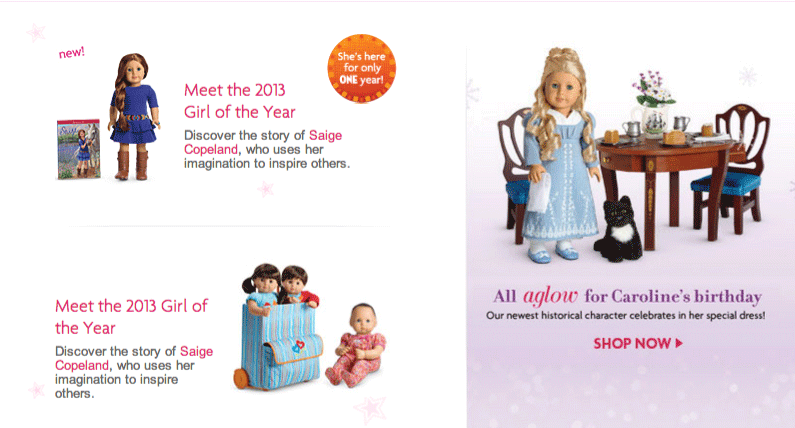 new!
She's here
for only
ONE year!
Meet the 2013
Girl of the Year
Discover the story of Saige
Copeland, who uses her
imagination to inspire others.
Meet the 2013 Girl of
the Year
Discover the story of Saige
Copeland, who uses her
imagination to inspire
others.
All aglow for Caroline's birthday
Our newest historical character celebrates in her special dress!
SHOP NOW